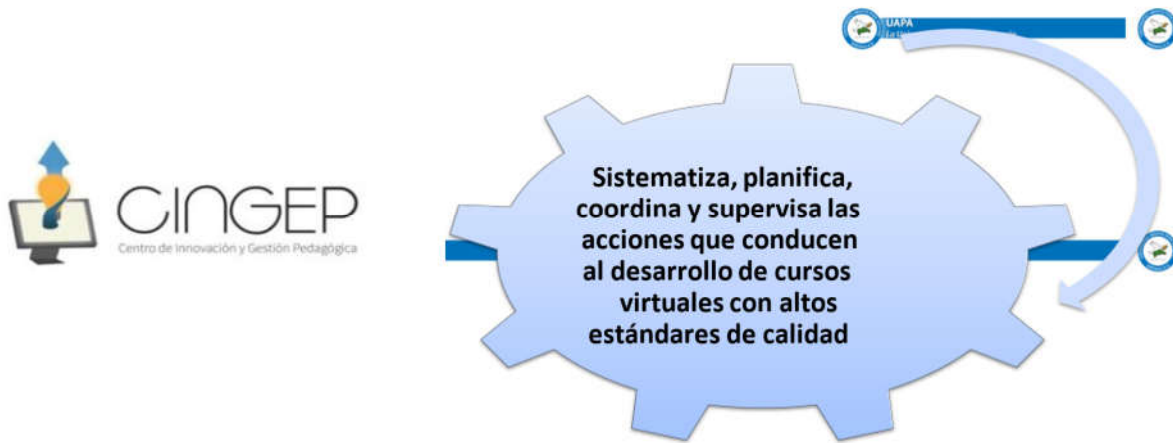 UAPA
CINGEP
Centro de Innovación y Gestión Pedagógica
Sistematiza, planifica,
coordina y supervisa las
acciones que conducen
al desarrollo de cursos
virtuales con altos
estándares de calidad